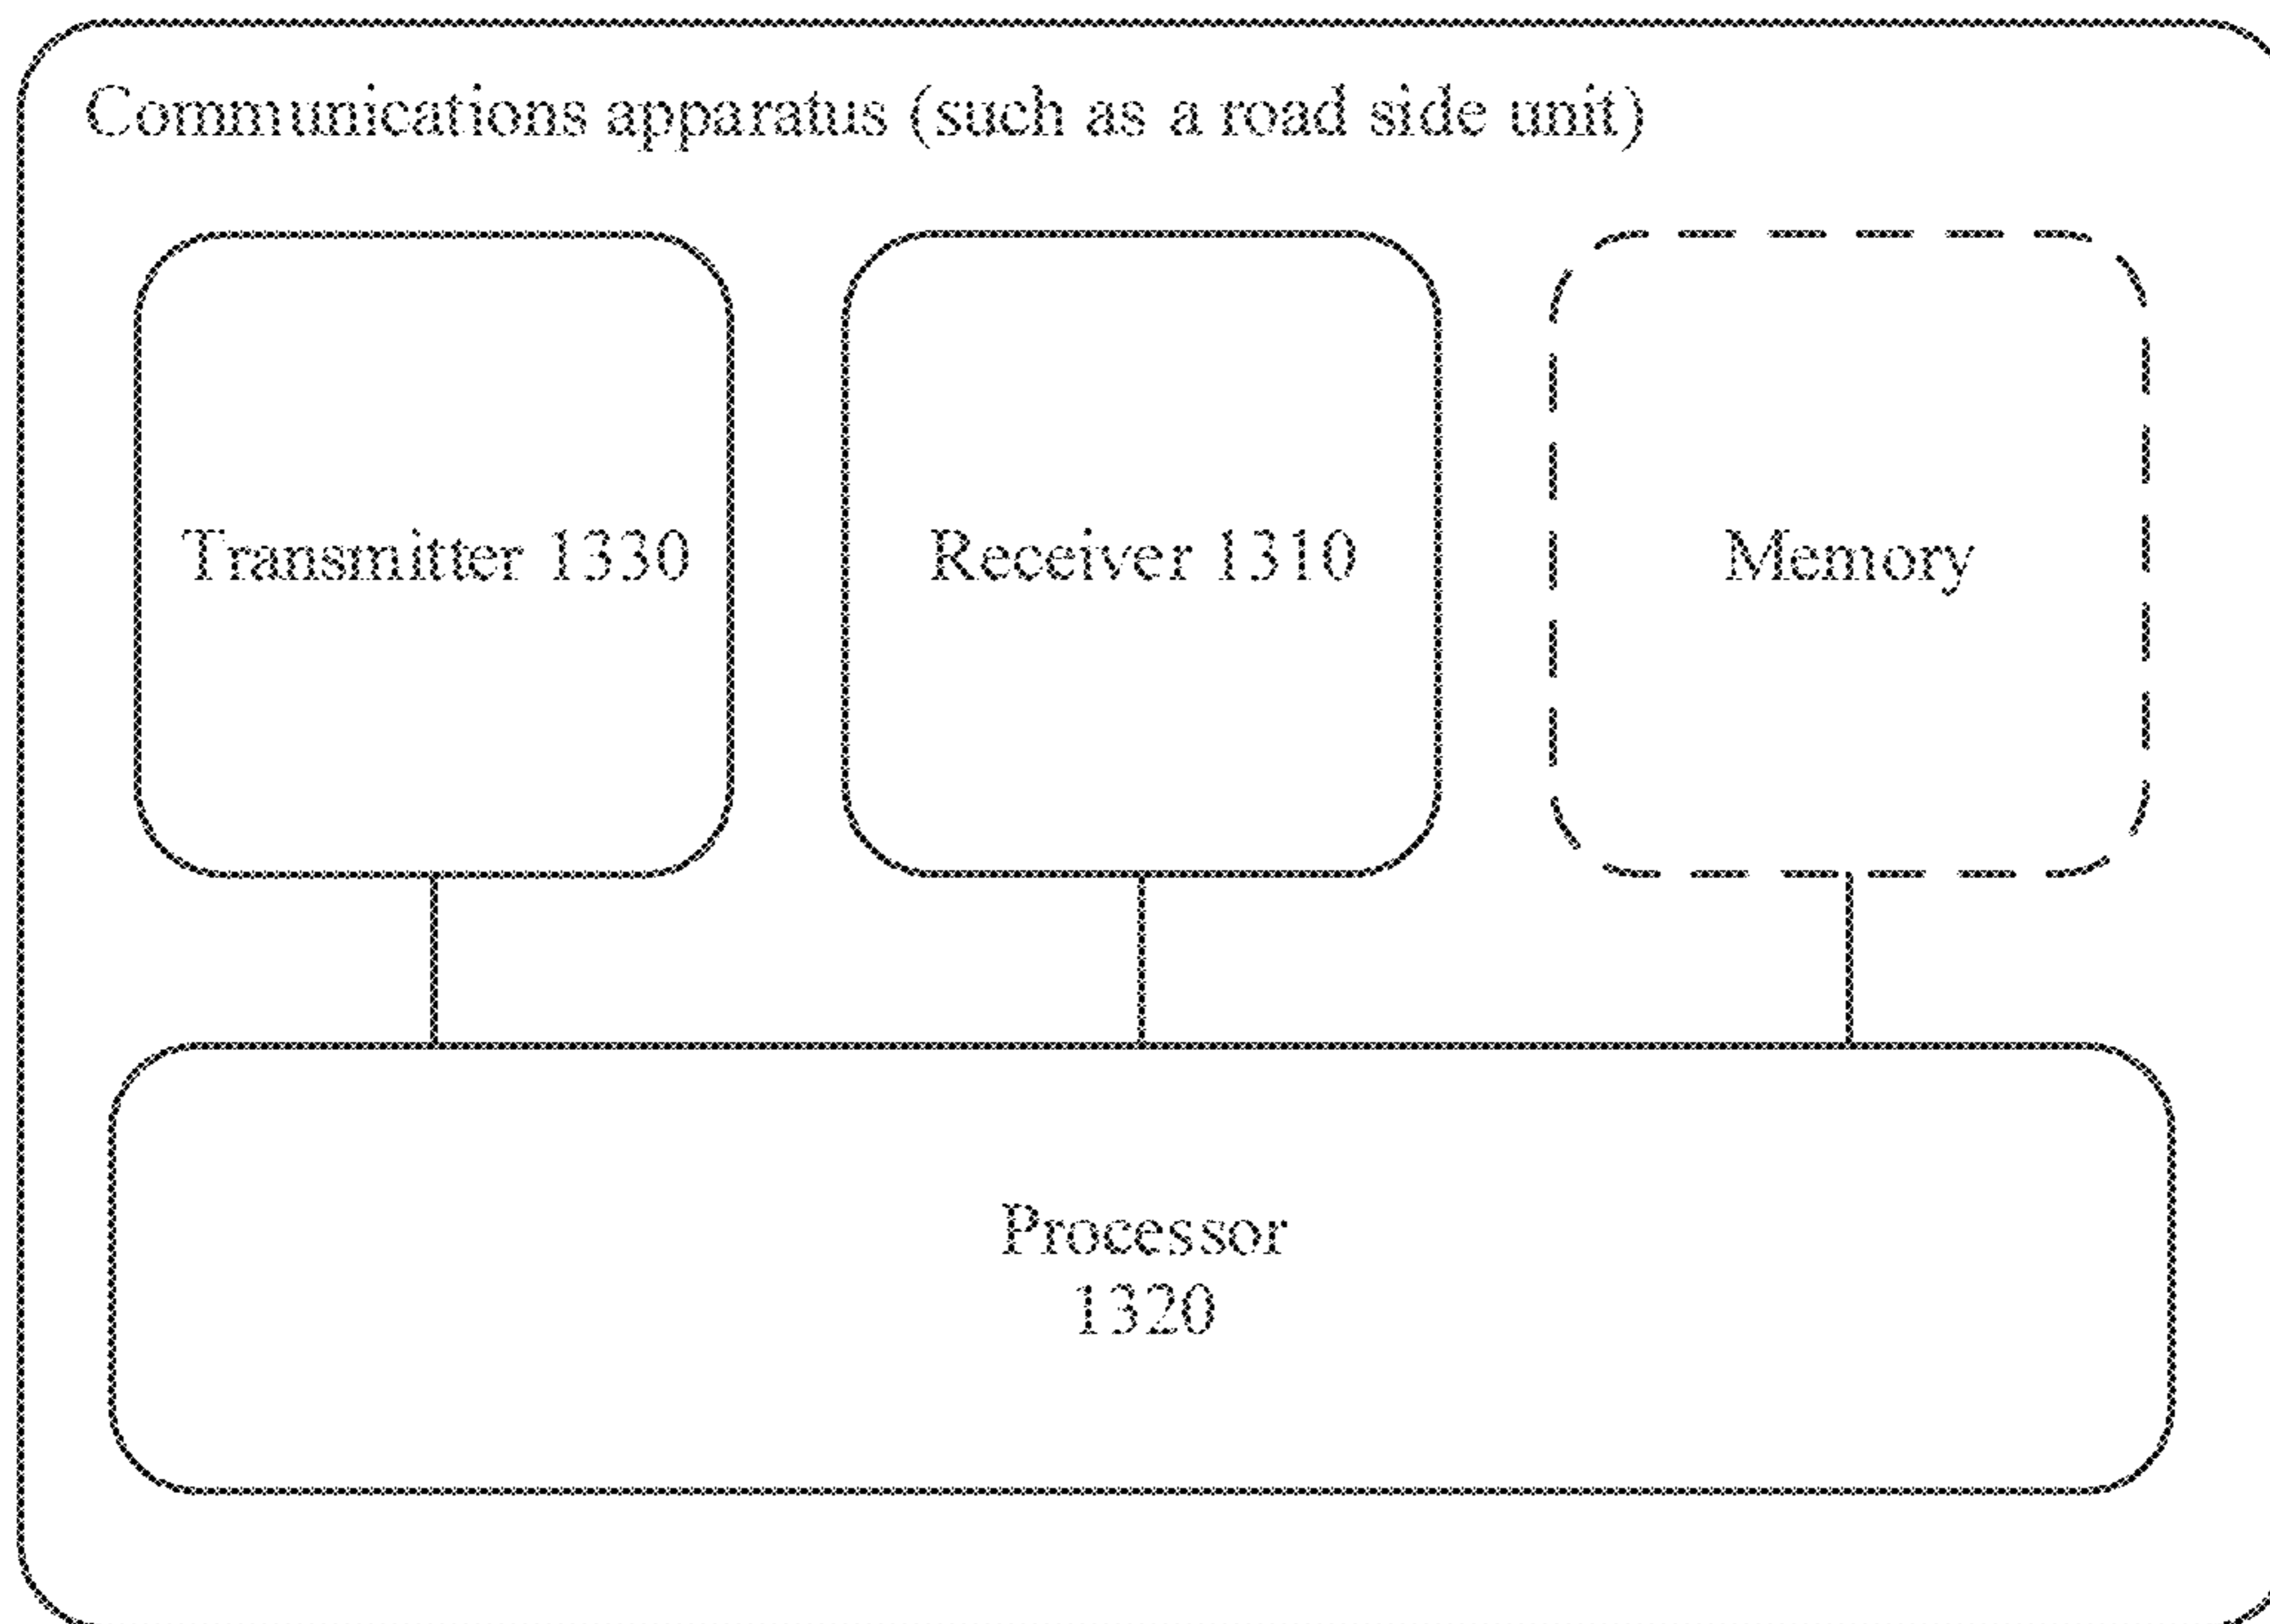 Communications apparatus (such as a road side unit)
Transmitter 1330
Receiver 1310
Memory
Processor
1320